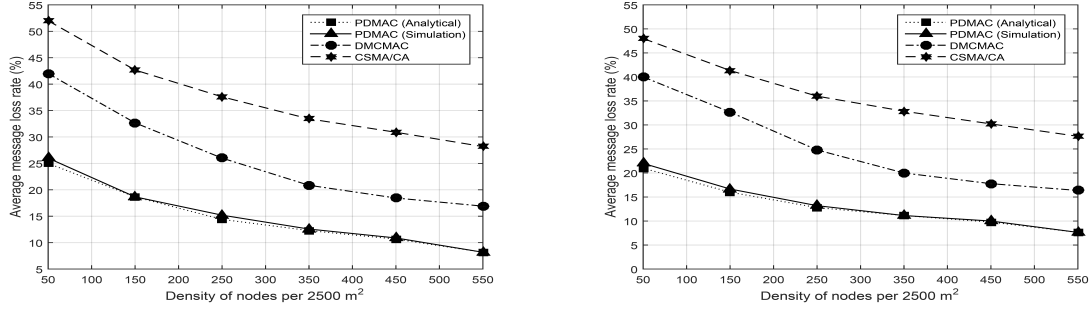 55
50
45
40
35
30
25
20
15
10
5
Average message loss rate (%)
PDMAC (Analytical)
PDMAC (Simulation)
DMCMAC
CSMA/CA
50 100 150 200 250 300 350 400 450 500 550
Density of nodes per 2500 m²
55
50
45
40
35
30
25
20
15
10
5
0
Average message loss rate (%)
PDMAC (Analytical)
PDMAC (Simulation)
DMCMAC
CSMA/CA
50 100 150 200 250 300 350 400 450 500 550
Density of nodes per 2500 m²